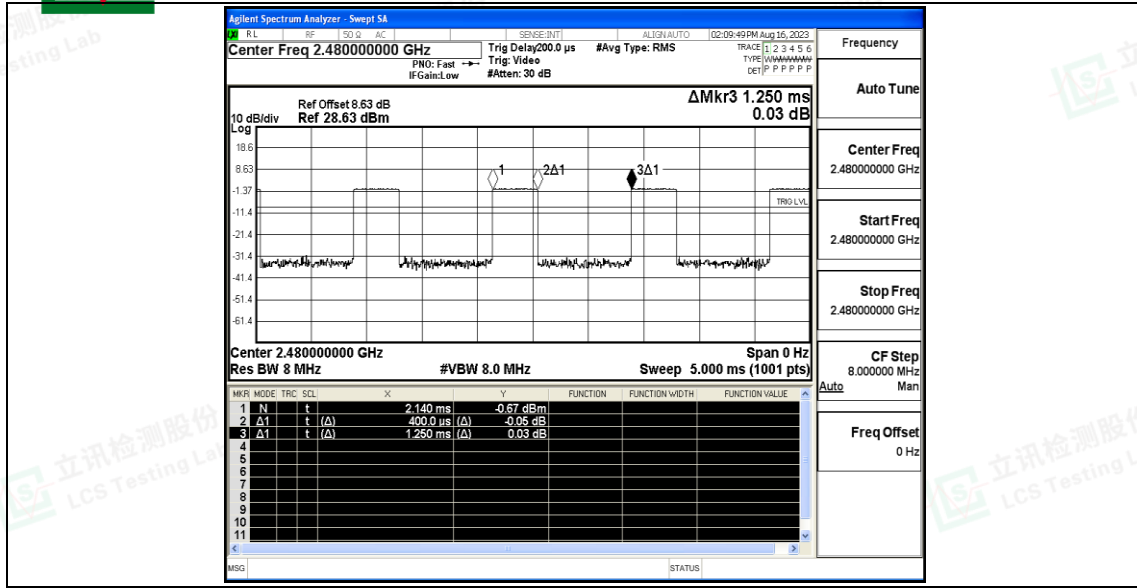 Agilent Spectrum Analyzer - Swept SA
RL RF 50 Ω AC SENSE:INT ALIGNAUTO 02:09:49PM Aug 16, 2023
Center Freq 2.480000000 GHz
PNO: Fast
IFGain:Low
Trig Delay200.0 µs
Trig: Video
#Atten: 30 dB
#Avg Type: RMS
TRACE 1 2 3 4 5 6
TYPE
DET P P P P P P
ΔMkr3 1.250 ms
0.03 dB
Ref Offset 8.63 dB
Ref 28.63 dBm
10 dB/div
Log
18.6
8.63
-1.37
-11.4
-21.4
-31.4
-41.4
-51.4
-61.4
1
2Δ1
3Δ1
TRIG LVL
Center 2.480000000 GHz Span 0 Hz
Res BW 8 MHz #VBW 8.0 MHz Sweep 5.000 ms (1001 pts)
MKR MODE TRC SCL X Y FUNCTION FUNCTION WIDTH FUNCTION VALUE
1 N t 2.140 ms -0.67 dBm
2 Δ1 t (Δ) 400.0 µs (Δ) -0.05 dB
3 Δ1 t (Δ) 1.250 ms (Δ) 0.03 dB
4
5
6
7
8
9
10
11
MSG STATUS
Frequency
Auto Tune
Center Freq
2.480000000 GHz
Start Freq
2.480000000 GHz
Stop Freq
2.480000000 GHz
CF Step
8.000000 MHz
Auto Man
Freq Offset
0 Hz
立讯检测股份
LCS Testing Lab